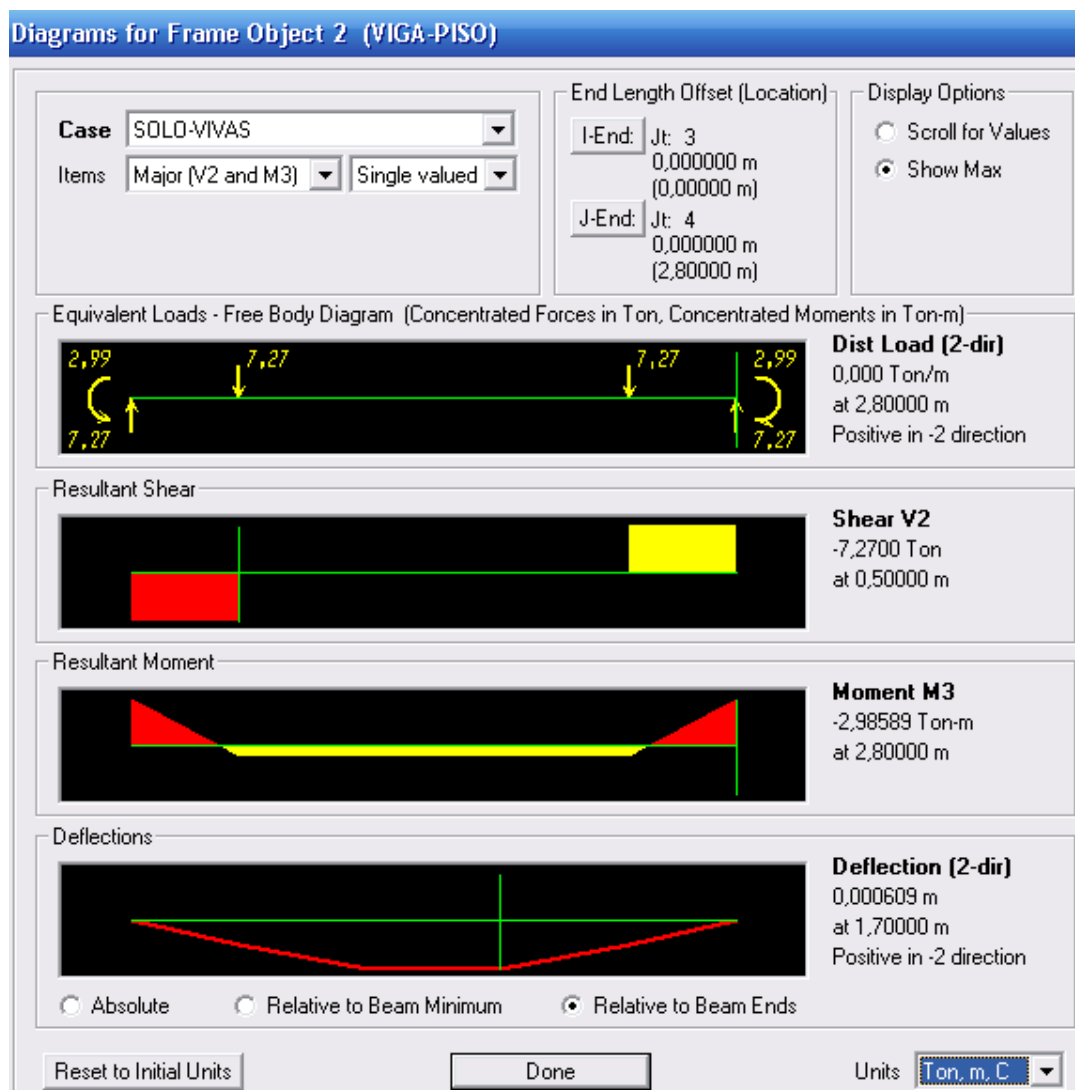 Diagrams for Frame Object 2 (VIGA-PISO)
Case SOLO-VIVAS
Items Major (V2 and M3) Single valued
End Length Offset (Location)
I-End: Jt: 3
0,000000 m
(0,00000 m)
J-End: Jt: 4
0,000000 m
(2,80000 m)
Display Options
Scroll for Values
Show Max
Equivalent Loads - Free Body Diagram (Concentrated Forces in Ton, Concentrated Moments in Ton-m)
2,99 7,27 7,27 2,99
7,27 7,27
Dist Load (2-dir)
0,000 Ton/m
at 2,80000 m
Positive in -2 direction
Resultant Shear
Shear V2
-7,2700 Ton
at 0,50000 m
Resultant Moment
Moment M3
-2,98589 Ton-m
at 2,80000 m
Deflections
Deflection (2-dir)
0,000609 m
at 1,70000 m
Positive in -2 direction
Absolute Relative to Beam Minimum Relative to Beam Ends
Reset to Initial Units Done Units Ton, m, C